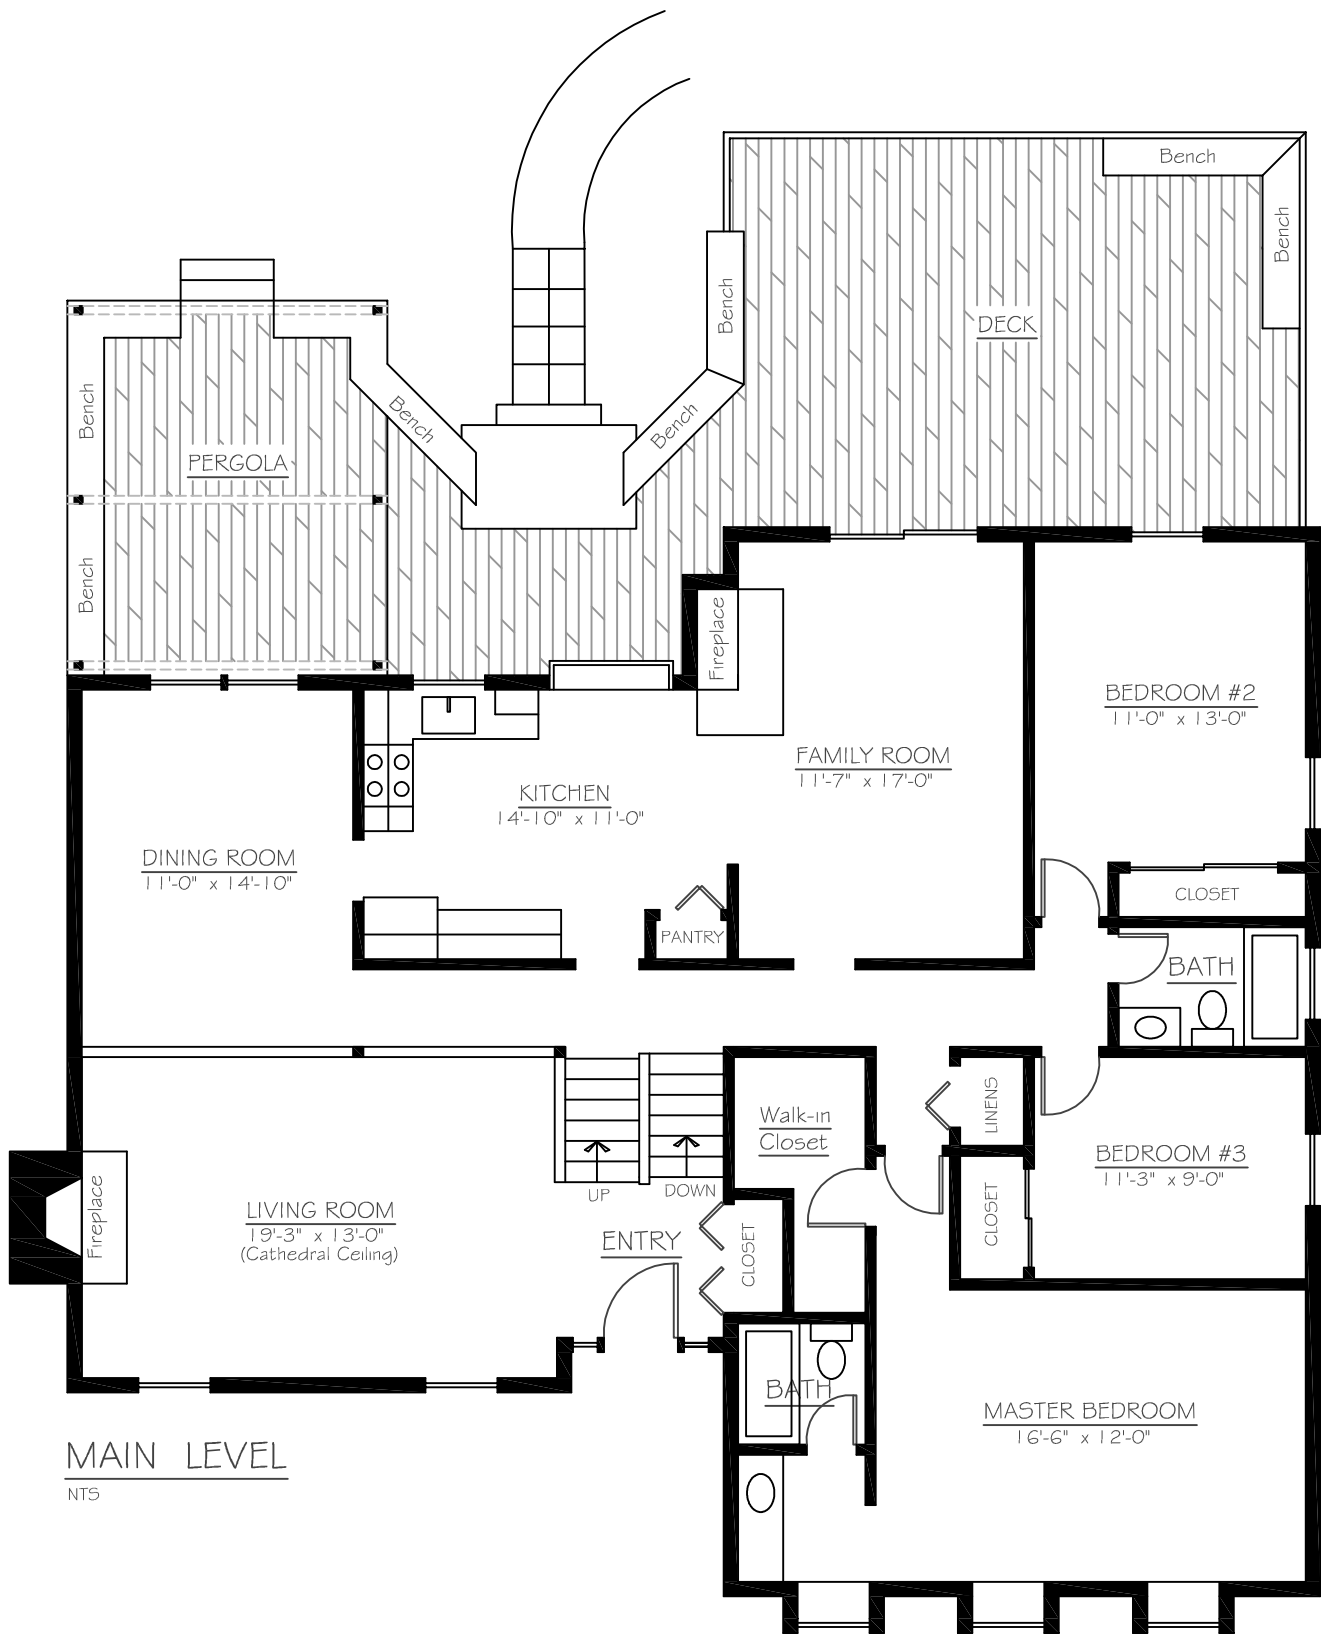 Bench
Bench
Bench
DECK
Bench
Bench
Bench
PERGOLA
Bench
Fireplace
BEDROOM #2
11'-0" x 13'-0"
FAMILY ROOM
11'-7" x 17'-0"
KITCHEN
14'-10" x 11'-0"
DINING ROOM
11'-0" x 14'-10"
CLOSET
PANTRY
BATH
LINENS
Walk-in
Closet
BEDROOM #3
11'-3" x 9'-0"
UP
DOWN
Fireplace
LIVING ROOM
19'-3" x 13'-0"
(Cathedral Ceiling)
ENTRY
CLOSET
CLOSET
BATH
MASTER BEDROOM
16'-6" x 12'-0"
MAIN LEVEL
NTS